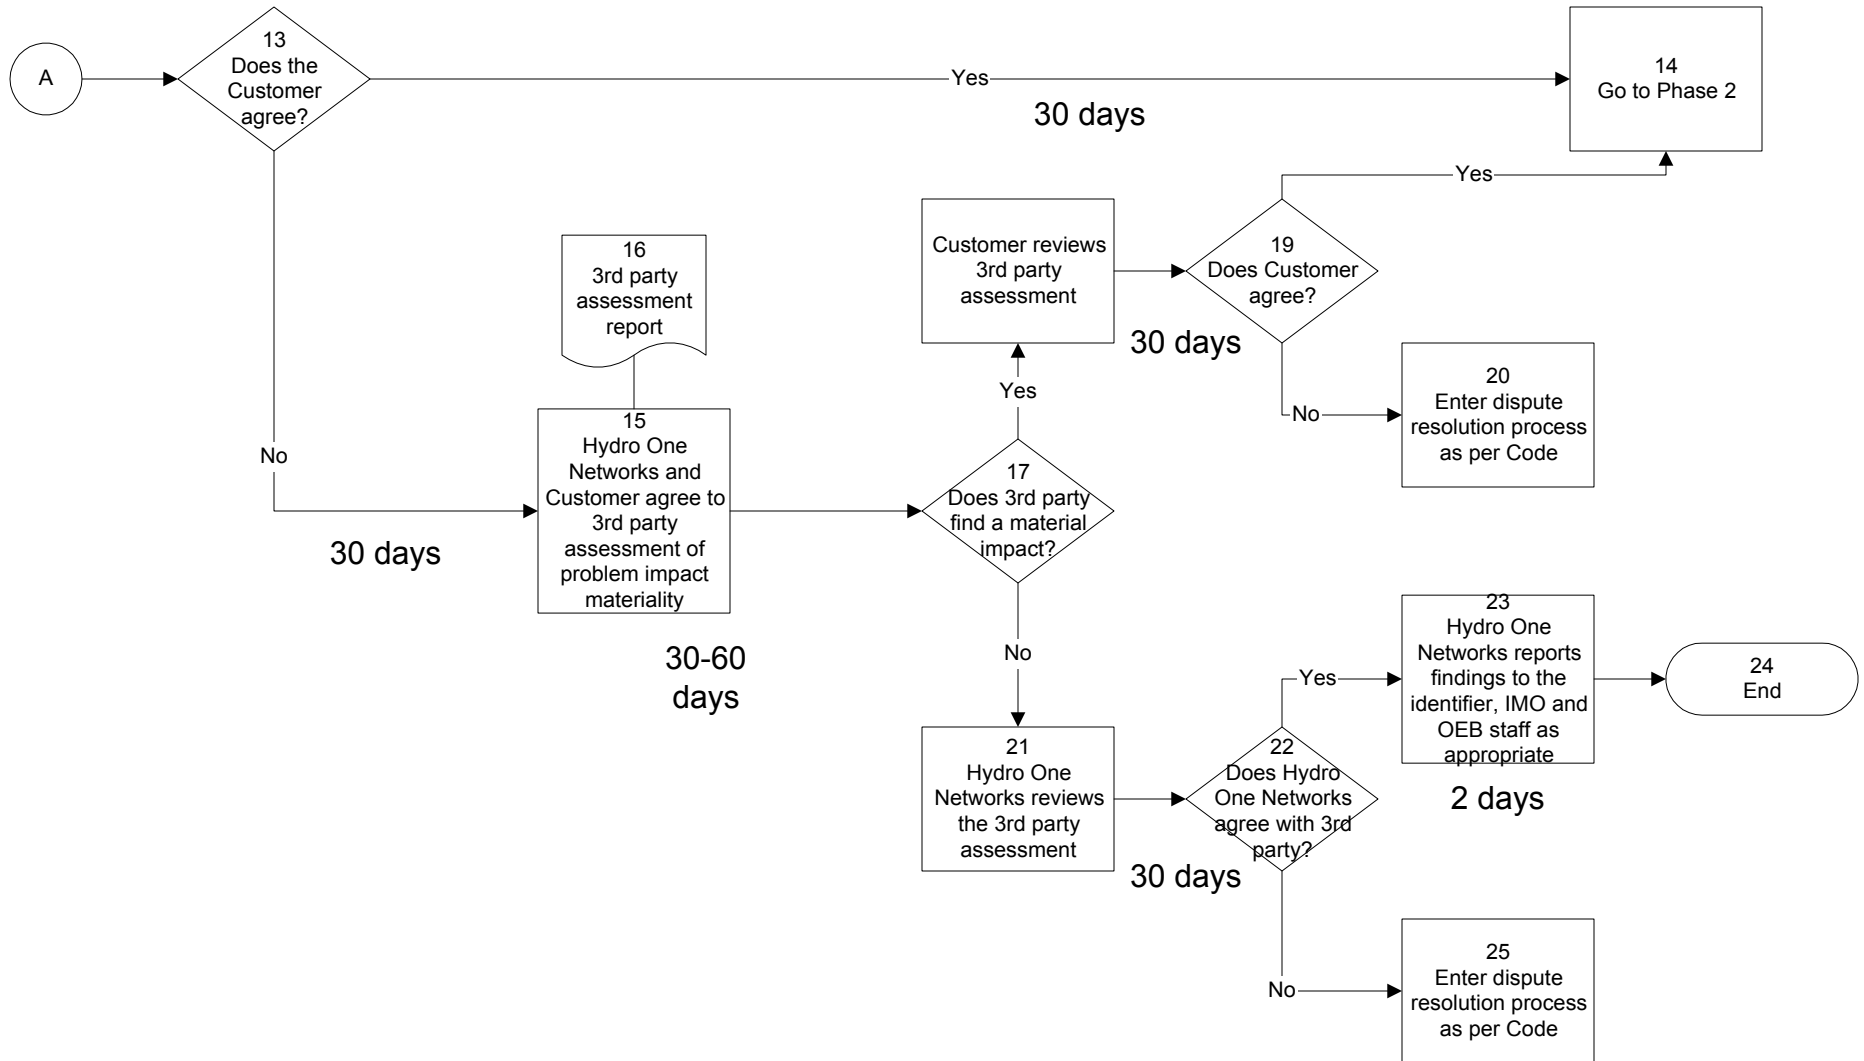 A
13
Does the
Customer
agree?
Yes
30 days
14
Go to Phase 2
Yes
Customer reviews
3rd party
assessment
19
Does Customer
agree?
30 days
16
3rd party
assessment
report
Yes
No
20
Enter dispute
resolution process
as per Code
No
30 days
15
Hydro One
Networks and
Customer agree to
3rd party
assessment of
problem impact
materiality
30-60
days
17
Does 3rd party
find a material
impact?
No
21
Hydro One
Networks reviews
the 3rd party
assessment
30 days
22
Does Hydro
One Networks
agree with 3rd
party?
Yes
23
Hydro One
Networks reports
findings to the
identifier, IMO and
OEB staff as
appropriate
2 days
24
End
No
25
Enter dispute
resolution process
as per Code